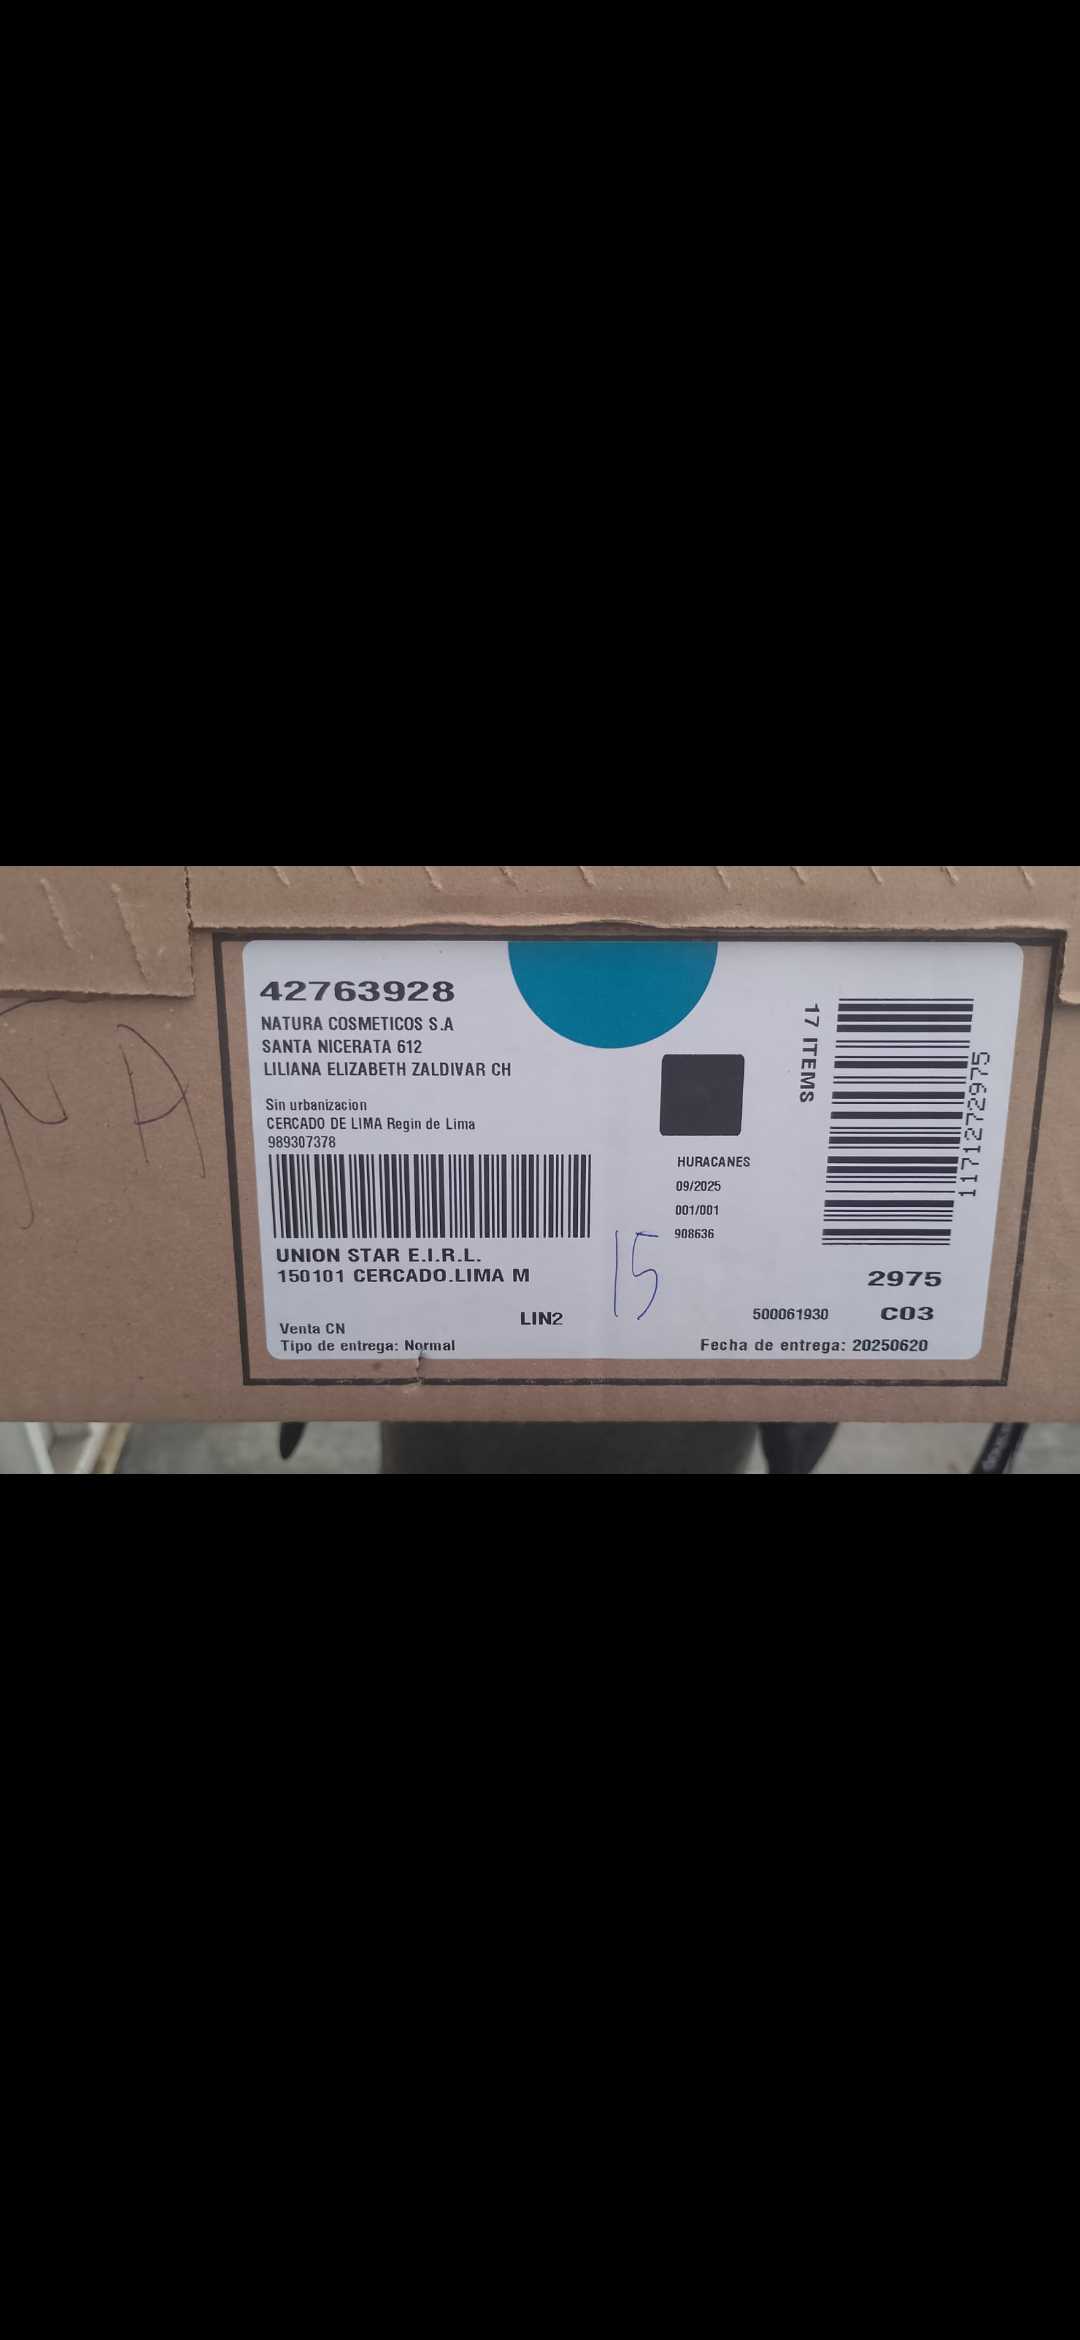 42763928
NATURA COSMETICOS S.A
SANTA NICERATA 612
LILIANA ELIZABETH ZALDIVAR CH
Sin urbanizacion
CERCADO DE LIMA Regin de Lima
989307378
UNION STAR E.I.R.L.
150101 CERCADO.LIMA M
LIN2
Venta CN
Tipo de entrega: Normal
HURACANES
09/2025
001/001
908636
15
17 ITEMS
1171272975
2975
500061930 C03
Fecha de entrega: 20250620